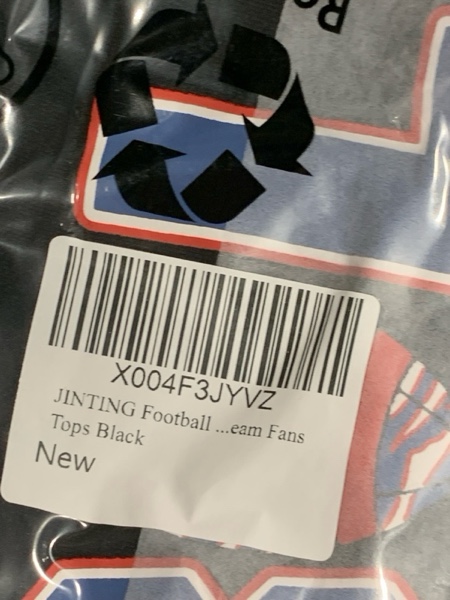 X004F3JYVZ
JINTING Football ...eam Fans
Tops Black
New